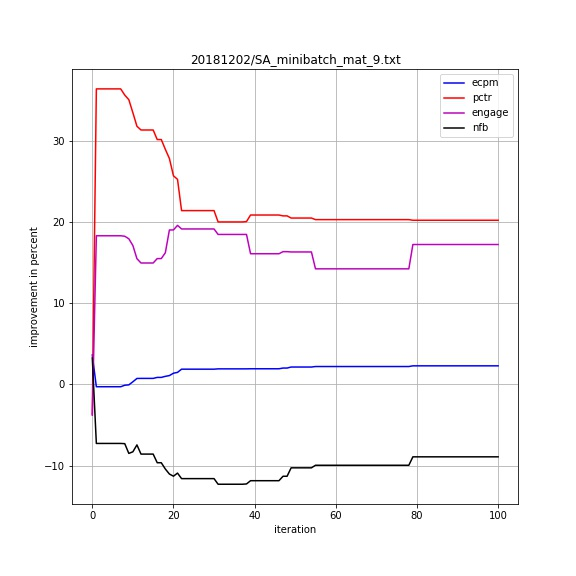 20181202/SA_minibatch_mat_9.txt
ecpm
pctr
engage
nfb
30
20
10
0
−10
improvement in percent
0 20 40 60 80 100
iteration